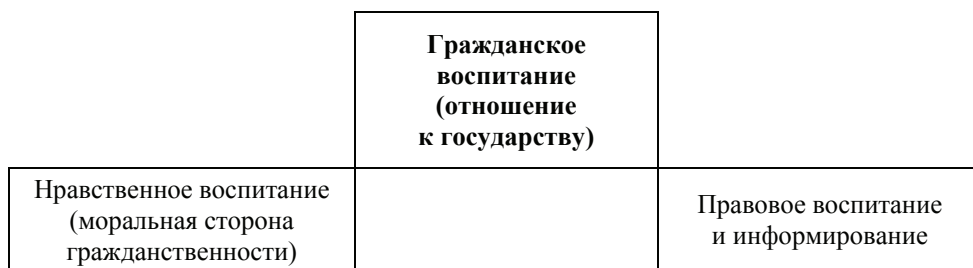 Гражданское
воспитание
(отношение
к государству)
Нравственное воспитание
(моральная сторона
гражданственности)
Правовое воспитание
и информирование